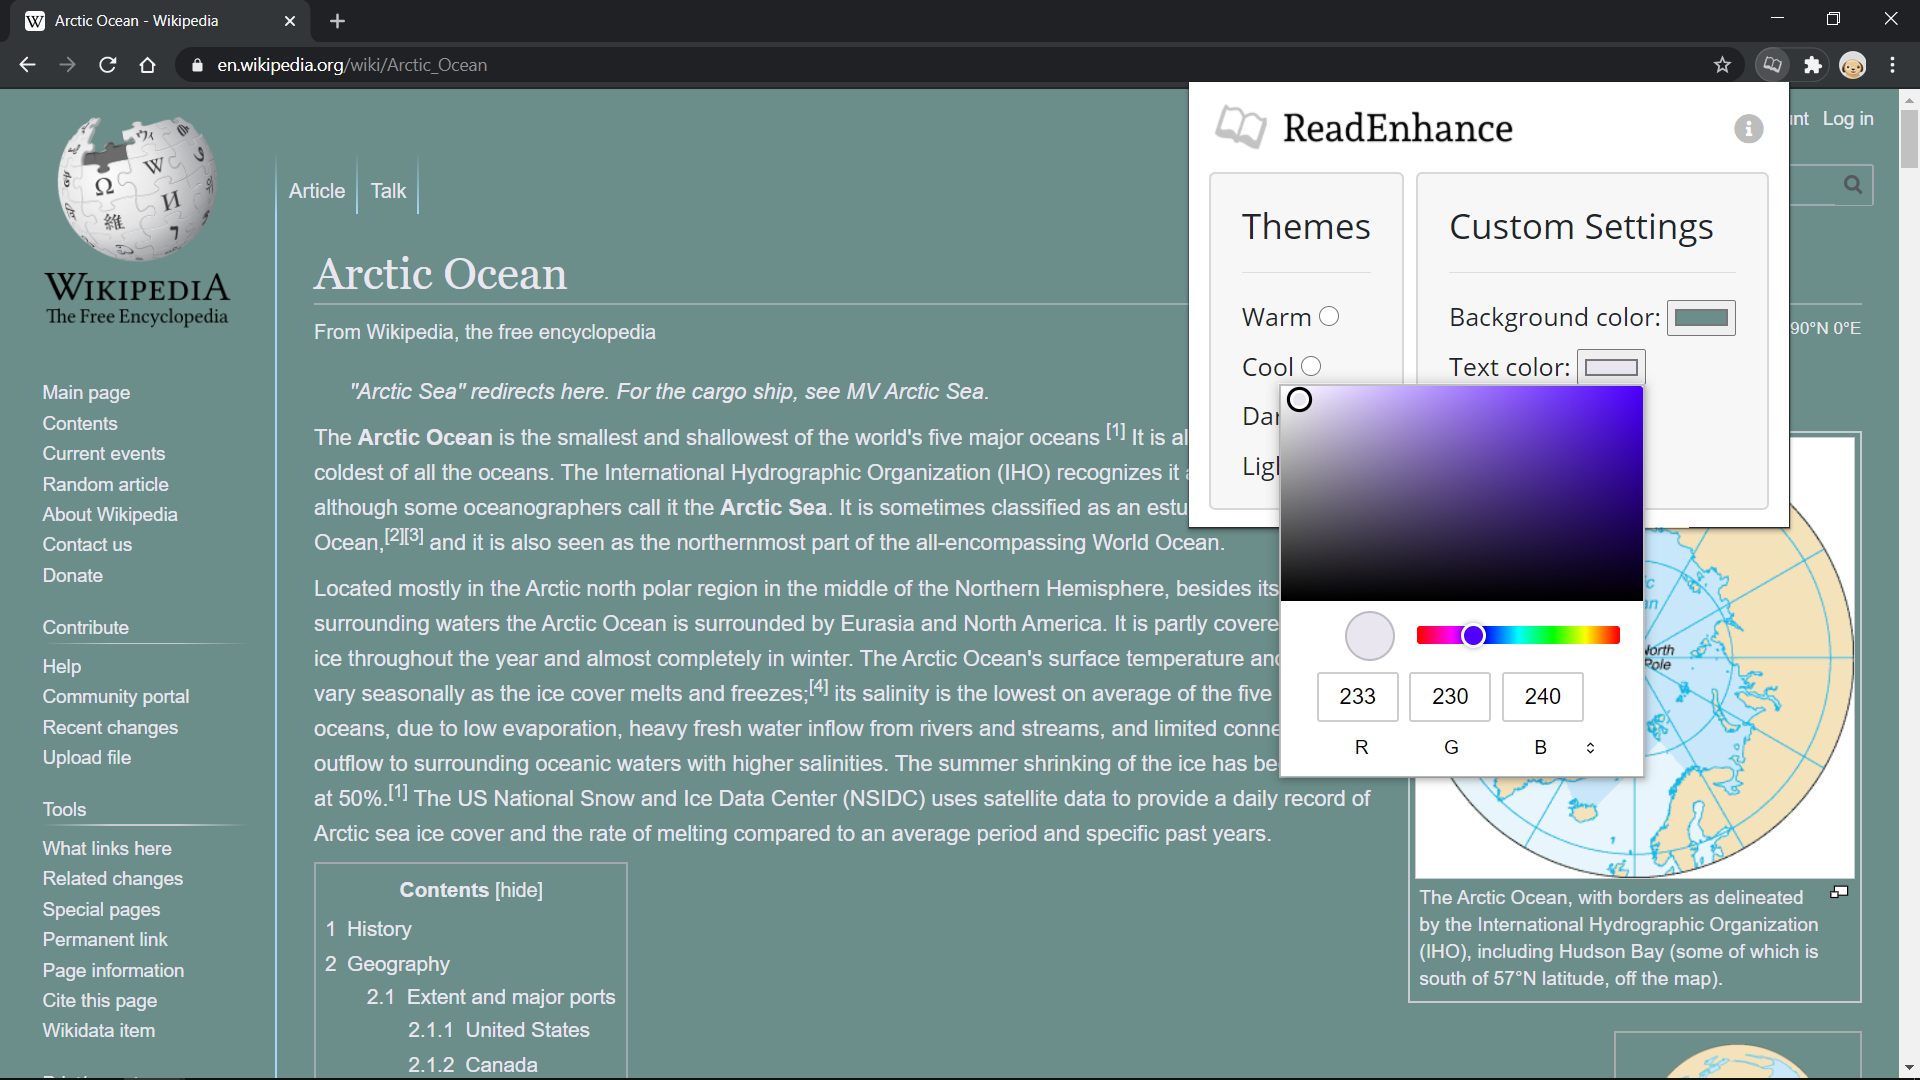 Arctic Ocean - Wikipedia
en.wikipedia.org/wiki/Arctic_Ocean
WIKIPEDIA
The Free Encyclopedia
Main page
Contents
Current events
Random article
About Wikipedia
Contact us
Donate
Contribute
Help
Community portal
Recent changes
Upload file
Tools
What links here
Related changes
Special pages
Permanent link
Page information
Cite this page
Wikidata item
Article Talk
Log in
Arctic Ocean
From Wikipedia, the free encyclopedia
90°N 0°E
"Arctic Sea" redirects here. For the cargo ship, see MV Arctic Sea.
The Arctic Ocean is the smallest and shallowest of the world's five major oceans [1] It is
coldest of all the oceans. The International Hydrographic Organization (IHO) recognizes it
although some oceanographers call it the Arctic Sea. It is sometimes classified as an
Ocean,[2][3] and it is also seen as the northernmost part of the all-encompassing World Ocean.
Located mostly in the Arctic north polar region in the middle of the Northern Hemisphere, besides its
surrounding waters the Arctic Ocean is surrounded by Eurasia and North America. It is partly
ice throughout the year and almost completely in winter. The Arctic Ocean's surface temperature
vary seasonally as the ice cover melts and freezes;[4] its salinity is the lowest on average of the five
oceans, due to low evaporation, heavy fresh water inflow from rivers and streams, and limited
outflow to surrounding oceanic waters with higher salinities. The summer shrinking of the ice has
at 50%.[1] The US National Snow and Ice Data Center (NSIDC) uses satellite data to provide a daily record of
Arctic sea ice cover and the rate of melting compared to an average period and specific past years.
Contents [hide]
1 History
2 Geography
2.1 Extent and major ports
2.1.1 United States
2.1.2 Canada
ReadEnhance
Themes
Warm
Cool
Custom Settings
Background color:
Text color:
233 230 240
R G B
North
Pole
The Arctic Ocean, with borders as delineated
by the International Hydrographic Organization
(IHO), including Hudson Bay (some of which is
south of 57°N latitude, off the map).